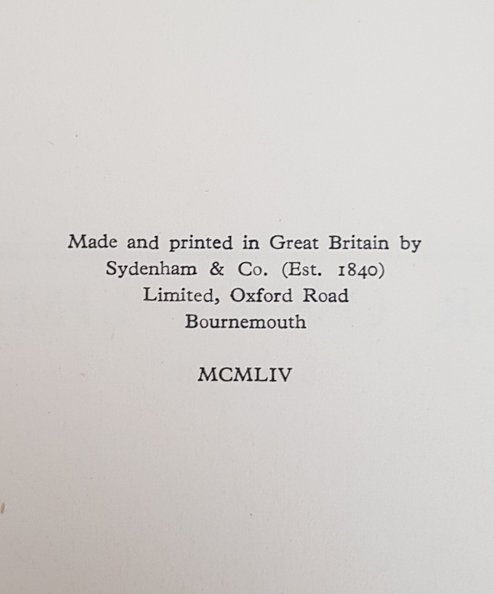 Made and printed in Great Britain by
Sydenham & Co. (Est. 1840)
Limited, Oxford Road
Bournemouth
MCMLIV